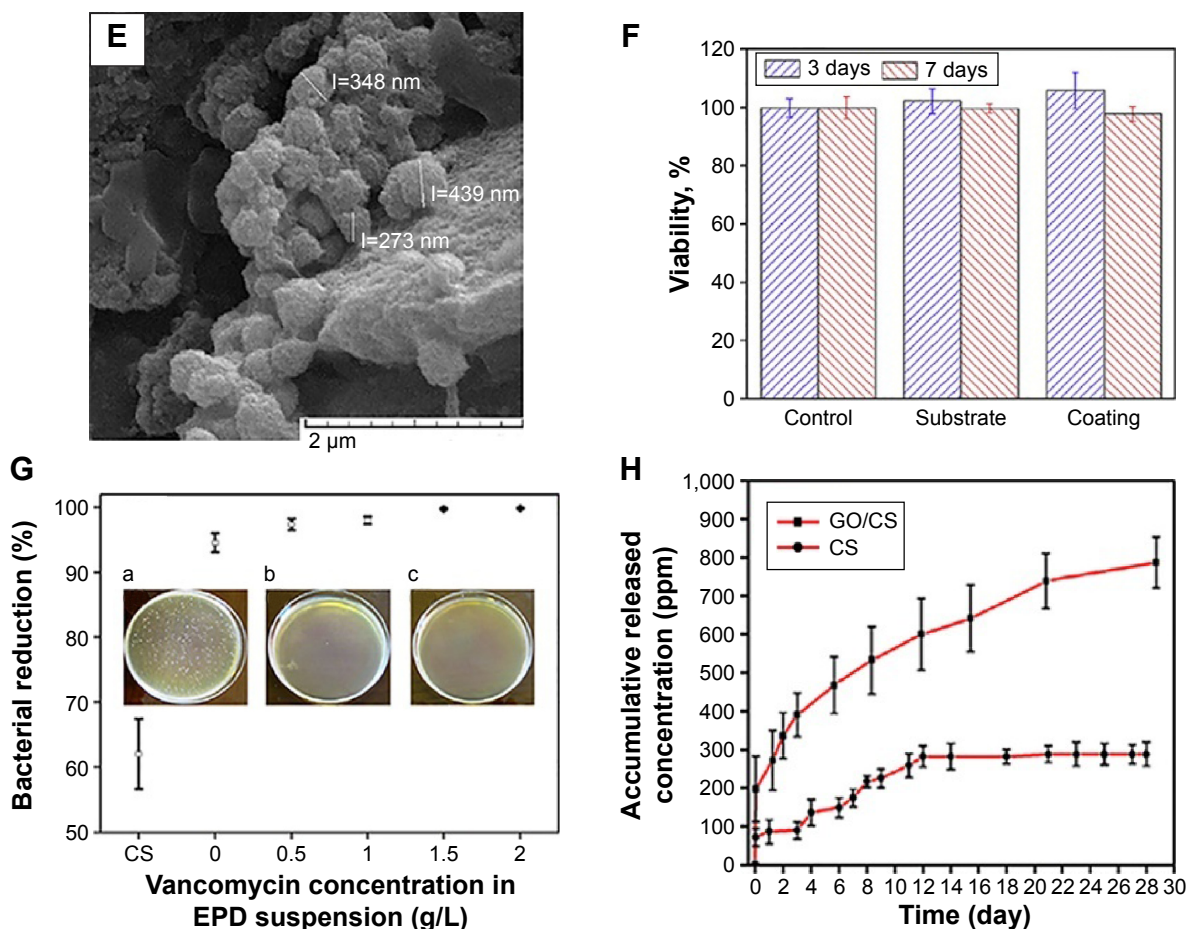 E
l=348 nm
l=439 nm
l=273 nm
2 µm
F
120
100
80
60
40
20
0
Viability, %
3 days
7 days
Control
Substrate
Coating
G
100
90
80
70
60
50
Bacterial reduction (%)
a
b
c
CS
0
0.5
1
1.5
2
Vancomycin concentration in
EPD suspension (g/L)
H
1,000
900
800
700
600
500
400
300
200
100
0
Accumulative released
concentration (ppm)
GO/CS
CS
0 2 4 6 8 10 12 14 16 18 20 22 24 26 28 30
Time (day)